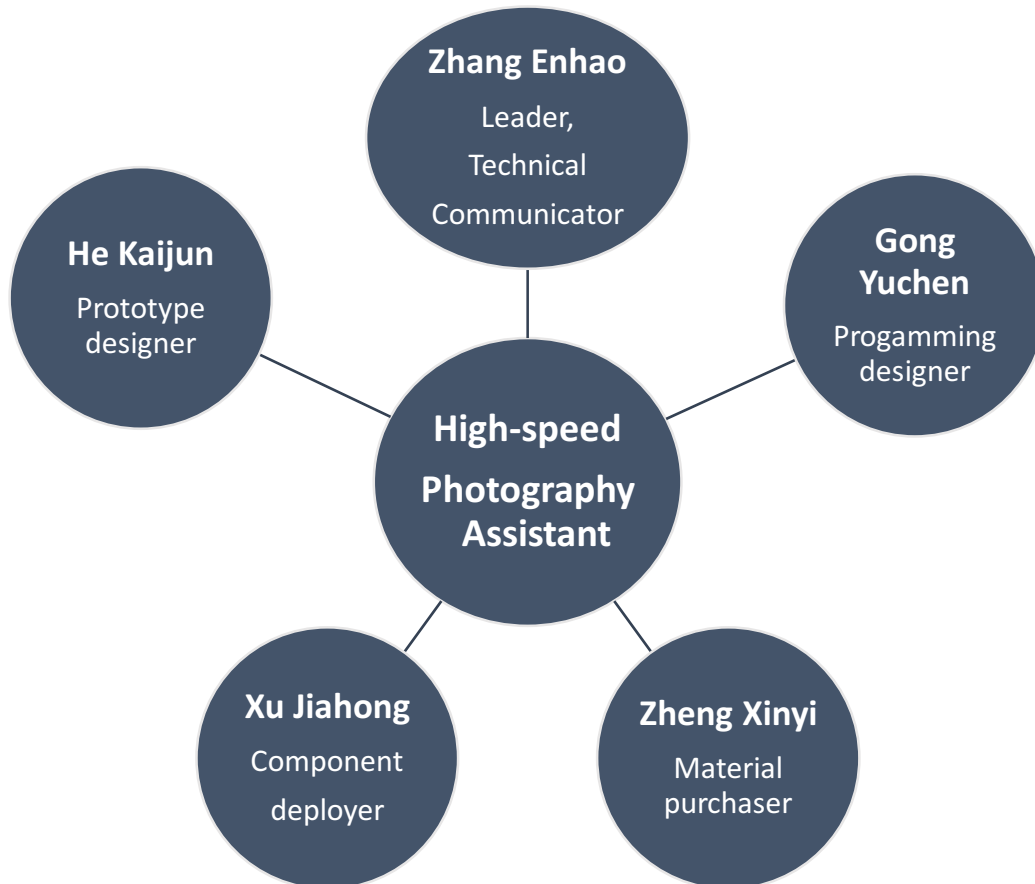 Zhang Enhao
Leader,
Technical
Communicator
He Kaijun
Prototype
designer
Gong
Yuchen
Progamming
designer
High-speed
Photography
Assistant
Xu Jiahong
Component
deployer
Zheng Xinyi
Material
purchaser